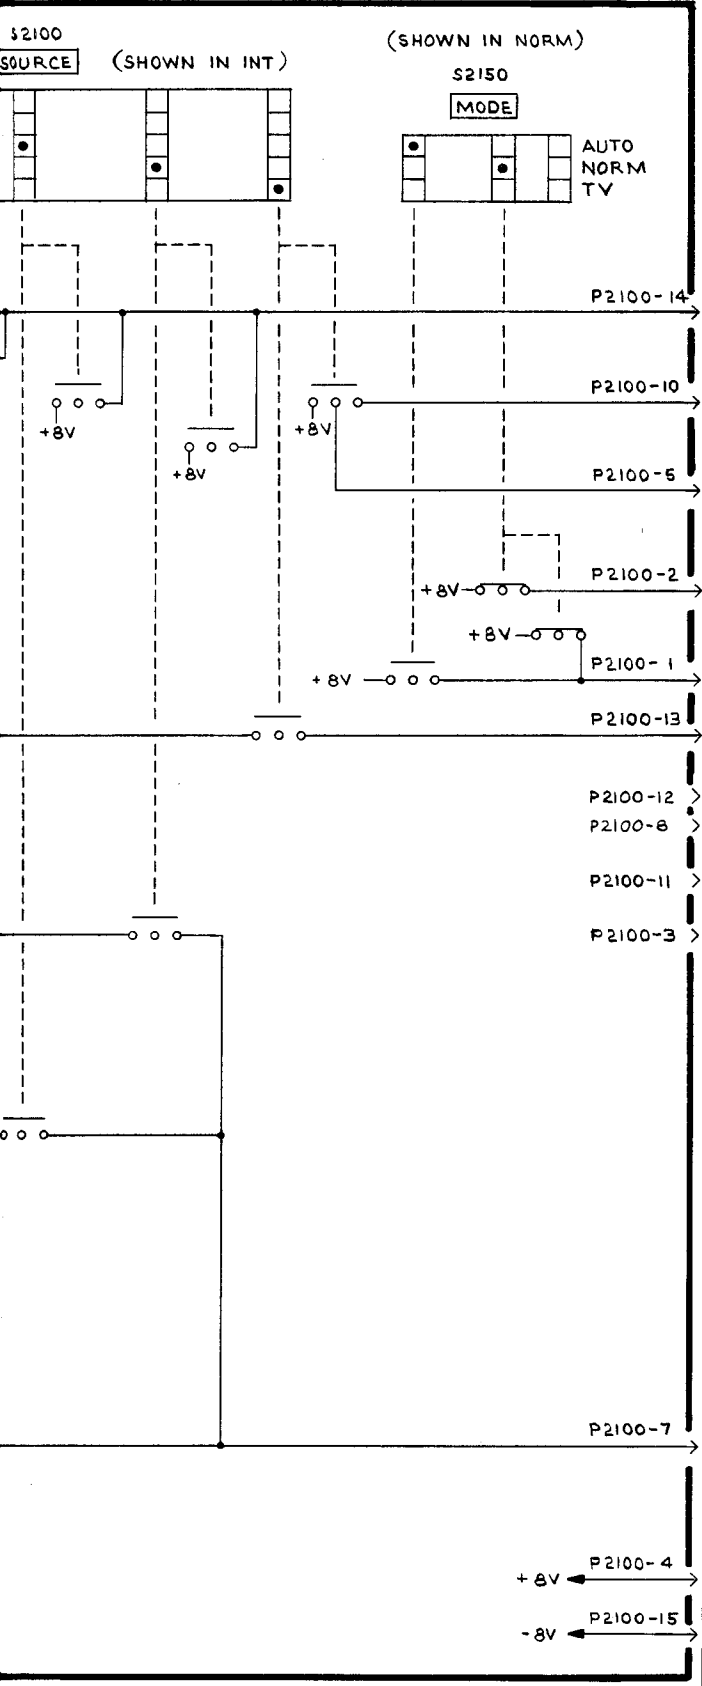 S2100
SOURCE (SHOWN IN INT)
(SHOWN IN NORM)
S2150
MODE
AUTO
NORM
TV
P2100-14
P2100-10
+8V
+8V
+8V
P2100-5
P2100-2
+8V
+8V
P2100-1
+8V
P2100-13
P2100-12
P2100-8
P2100-11
P2100-3
P2100-7
P2100-4
+8V
P2100-15
-8V